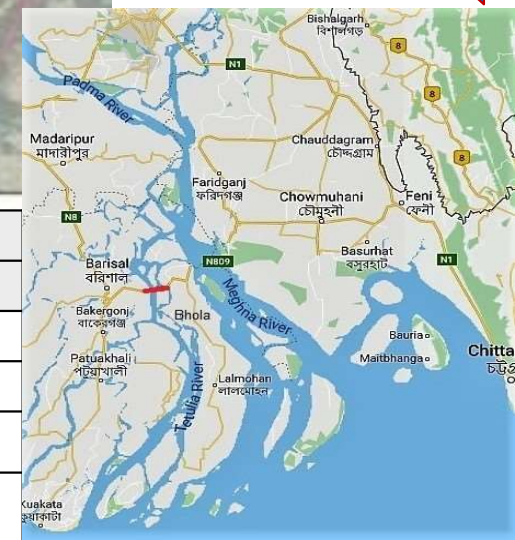 Bishalgarh
বিশালগড়
8
N1
8
Padma River
Madaripur
মাদারীপুর
Chauddagram
চৌদ্দগ্রাম
8
Faridganj
ফরিদগঞ্জ
Chowmuhani
চৌমুহনী
Feni
ফেনী
N8
Barisal
বরিশাল
N809
Basurhat
বসুরহাট
N1
Meghna River
Bakergonj
বাকেরগঞ্জ
Bhola
Bauria
Maitbhanga
Chitta
চট্টগ্র
Patuakhali
পটুয়াখালী
Tetulia River
Lalmohan
লালমোহন
Kuakata
কুয়াকাটা